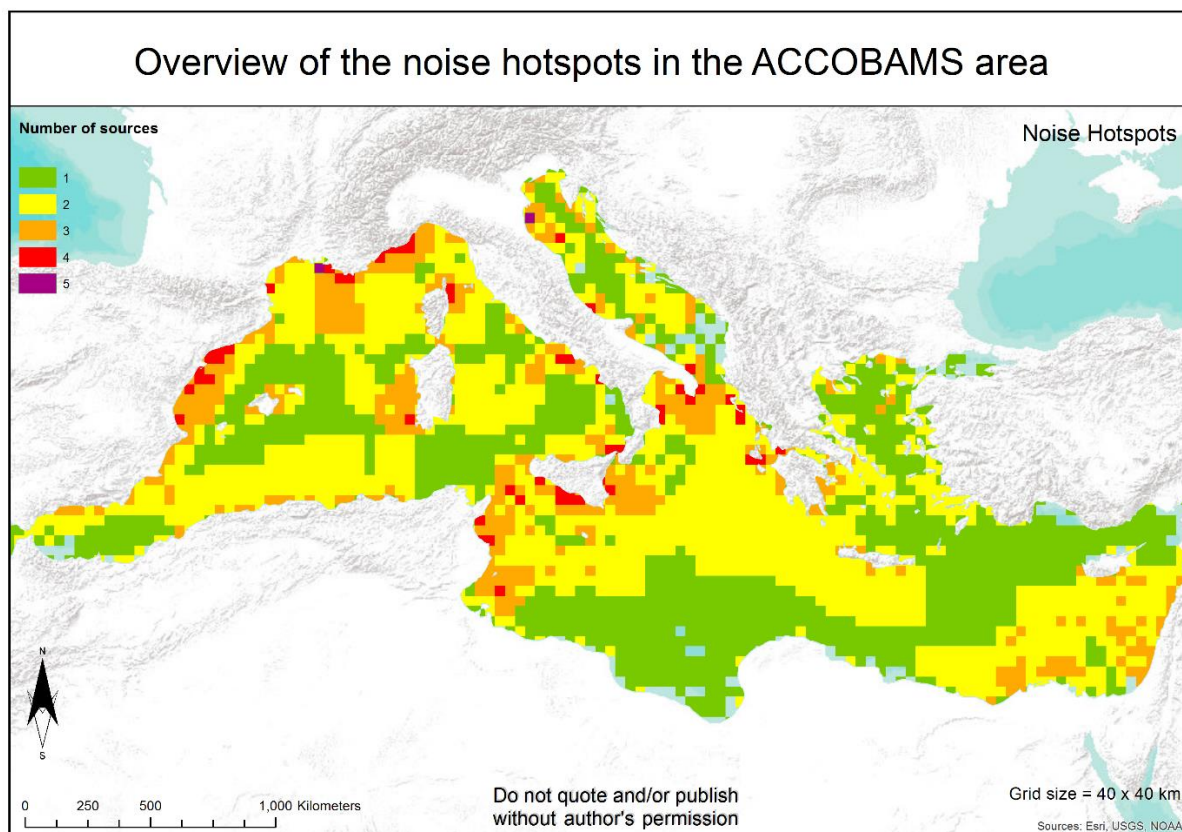 Overview of the noise hotspots in the ACCOBAMS area
Number of sources
Noise Hotspots
1
2
3
4
5
N
S
0 250 500 1,000 Kilometers
Do not quote and/or publish
without author's permission
Grid size = 40 x 40 km
Sources: Esri, USGS, NOAA